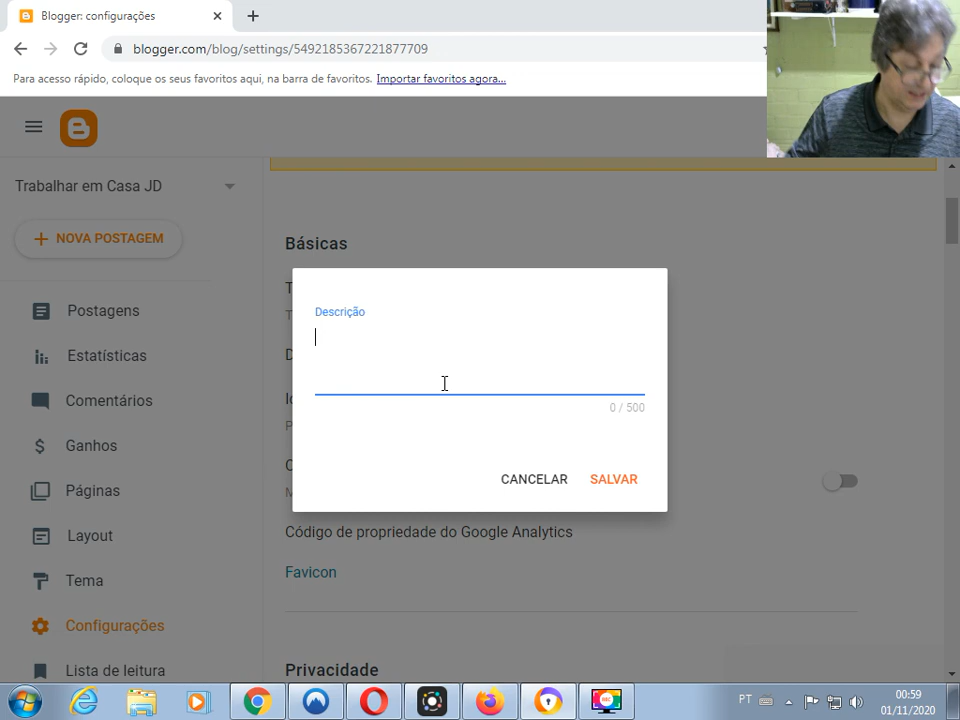 Blogger: configurações
blogger.com/blog/settings/5492185367221877709
Para acesso rápido, coloque os seus favoritos aqui, na barra de favoritos. Importar favoritos agora...
Trabalhar em Casa JD
NOVA POSTAGEM
Postagens
Estatísticas
Comentários
Ganhos
Páginas
Layout
Tema
Configurações
Lista de leitura
Básicas
Descrição
0 / 500
CANCELAR SALVAR
Código de propriedade do Google Analytics
Favicon
Privacidade
PT
00:59
01/11/2020